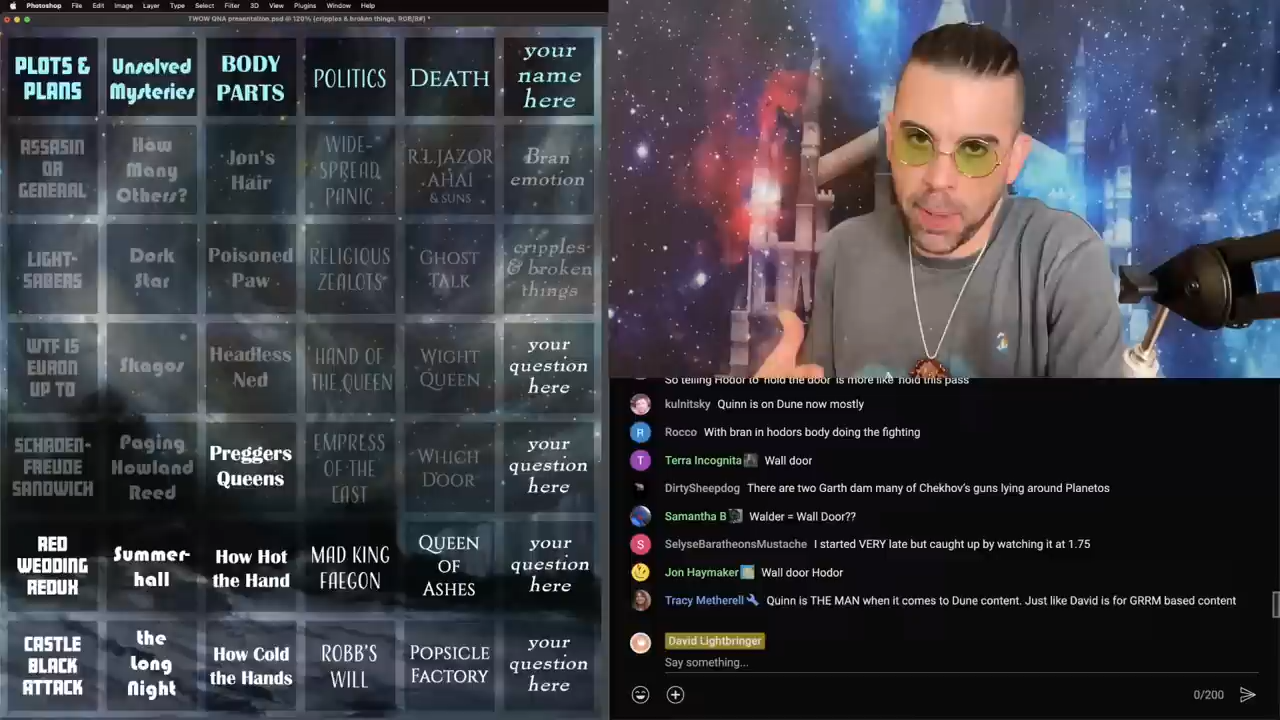 Photoshop File Edit Image Layer Type Select Filter 3D View Plugins Window Help
TWOW QNA presentaiton.psd @ 120% (cripples & broken things, RGB/8#) *
PLOTS &
PLANS
Unsolved
Mysteries
BODY
PARTS
POLITICS
DEATH
your
name
here
ASSASIN
OR
GENERAL
How
Many
Others?
Jon's
Hair
WIDE-
SPREAD
PANIC
R.L.JAZOR
AHAI
& SUNS
Bran
emotion
LIGHT-
SABERS
Dork
Star
Poisoned
Paw
RELIGIOUS
ZEALOTS
GHOST
TALK
cripples
& broken
things
WTF IS
EURON
UP TO
Skagos
Headless
Ned
HAND OF
THE QUEEN
WIGHT
QUEEN
your
question
here
SCHADEN-
FREUDE
SANDWICH
Paging
Howland
Reed
Preggers
Queens
EMPRESS
OF THE
EAST
WHICH
DOOR
your
question
here
RED
WEDDING
REDUX
Summer-
hall
How Hot
the Hand
MAD KING
FAEGON
QUEEN
OF
ASHES
your
question
here
CASTLE
BLACK
ATTACK
the
Long
Night
How Cold
the Hands
ROBB'S
WILL
POPSICLE
FACTORY
your
question
here
So telling Hodor to 'hold the door' is more like 'hold this pass'
kulnitsky Quinn is on Dune now mostly
R Rocco With bran in hodors body doing the fighting
T Terra Incognita Wall door
DirtySheepdog There are two Garth dam many of Chekhov's guns lying around Planetos
Samantha B Walder = Wall Door??
S SelyseBaratheonsMustache I started VERY late but caught up by watching it at 1.75
Jon Haymaker Wall door Hodor
Tracy Metherell Quinn is THE MAN when it comes to Dune content. Just like David is for GRRM based content
David Lightbringer
Say something...
0/200